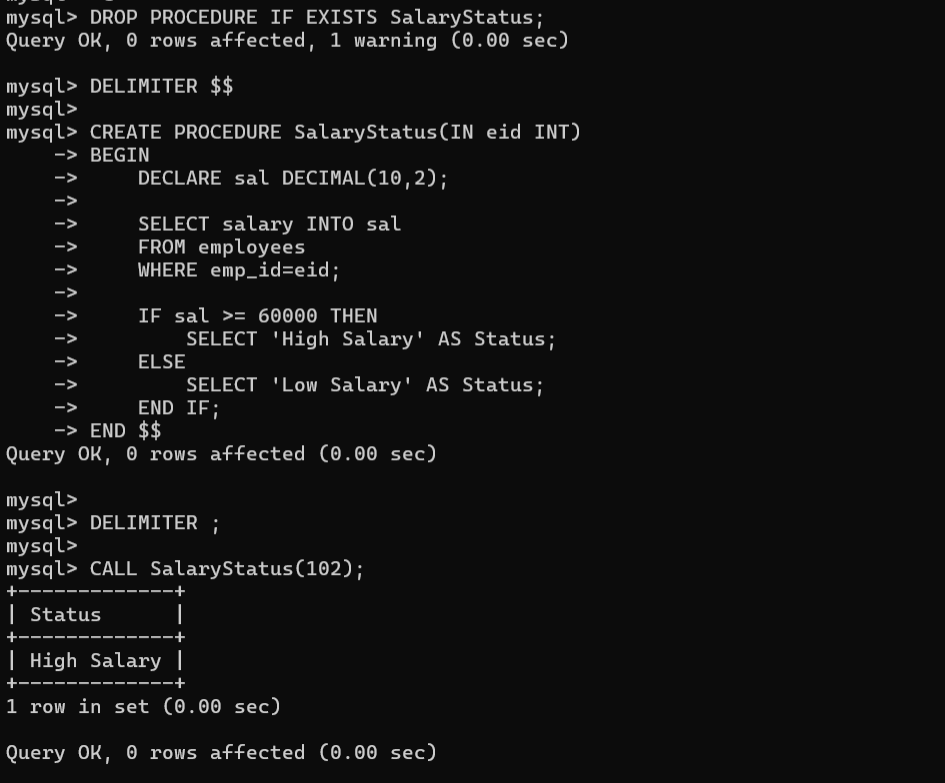 mysql> DROP PROCEDURE IF EXISTS SalaryStatus;
Query OK, 0 rows affected, 1 warning (0.00 sec)

mysql> DELIMITER $$
mysql>
mysql> CREATE PROCEDURE SalaryStatus(IN eid INT)
    -> BEGIN
    ->     DECLARE sal DECIMAL(10,2);
    ->
    ->     SELECT salary INTO sal
    ->     FROM employees
    ->     WHERE emp_id=eid;
    ->
    ->     IF sal >= 60000 THEN
    ->         SELECT 'High Salary' AS Status;
    ->     ELSE
    ->         SELECT 'Low Salary' AS Status;
    ->     END IF;
    -> END $$
Query OK, 0 rows affected (0.00 sec)

mysql>
mysql> DELIMITER ;
mysql>
mysql> CALL SalaryStatus(102);
+-------------+
| Status      |
+-------------+
| High Salary |
+-------------+
1 row in set (0.00 sec)

Query OK, 0 rows affected (0.00 sec)